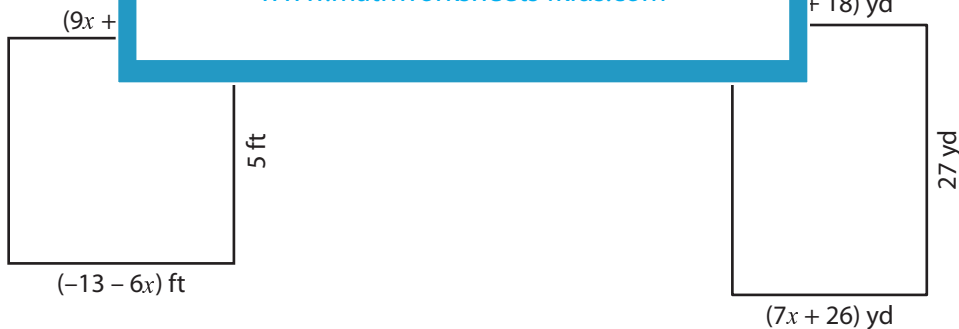 (9x +
+ 18) yd
5 ft
27 yd
(–13 – 6x) ft
(7x + 26) yd